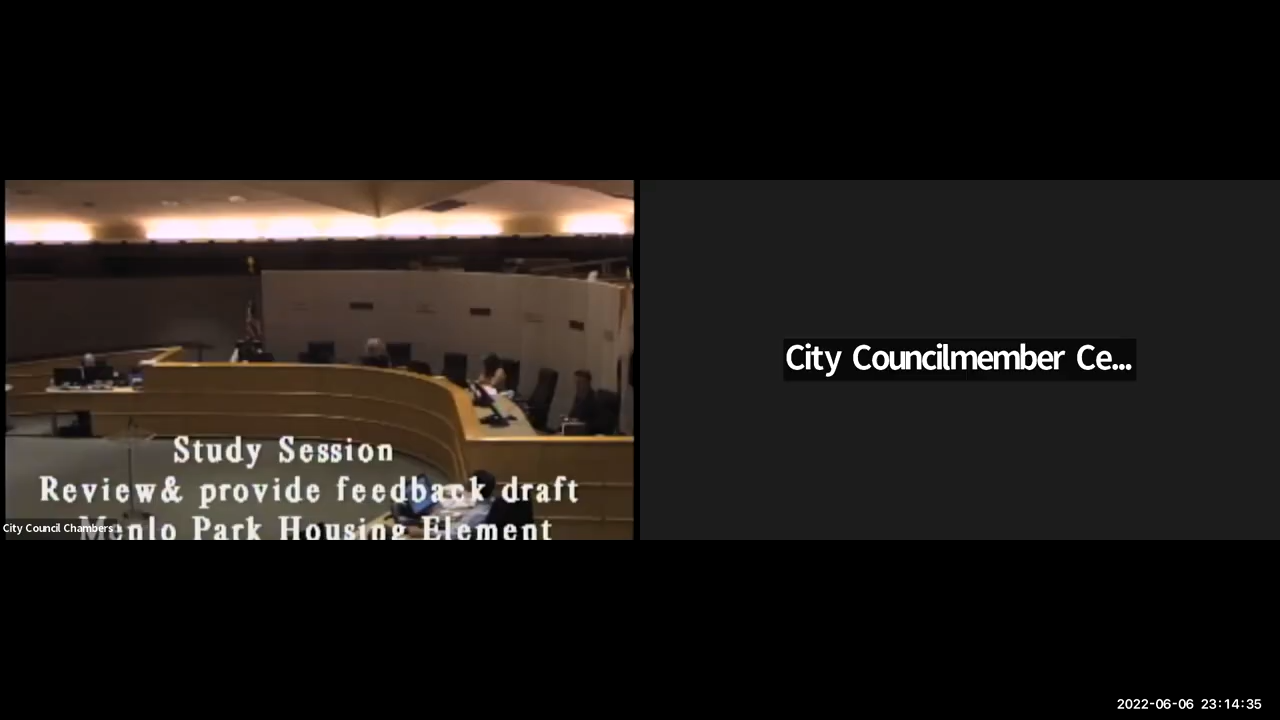 Study Session
Review& provide feedback draft
Menlo Park Housing Element
City Council Chambers
City Councilmember Ce...
2022-06-06 23:14:35